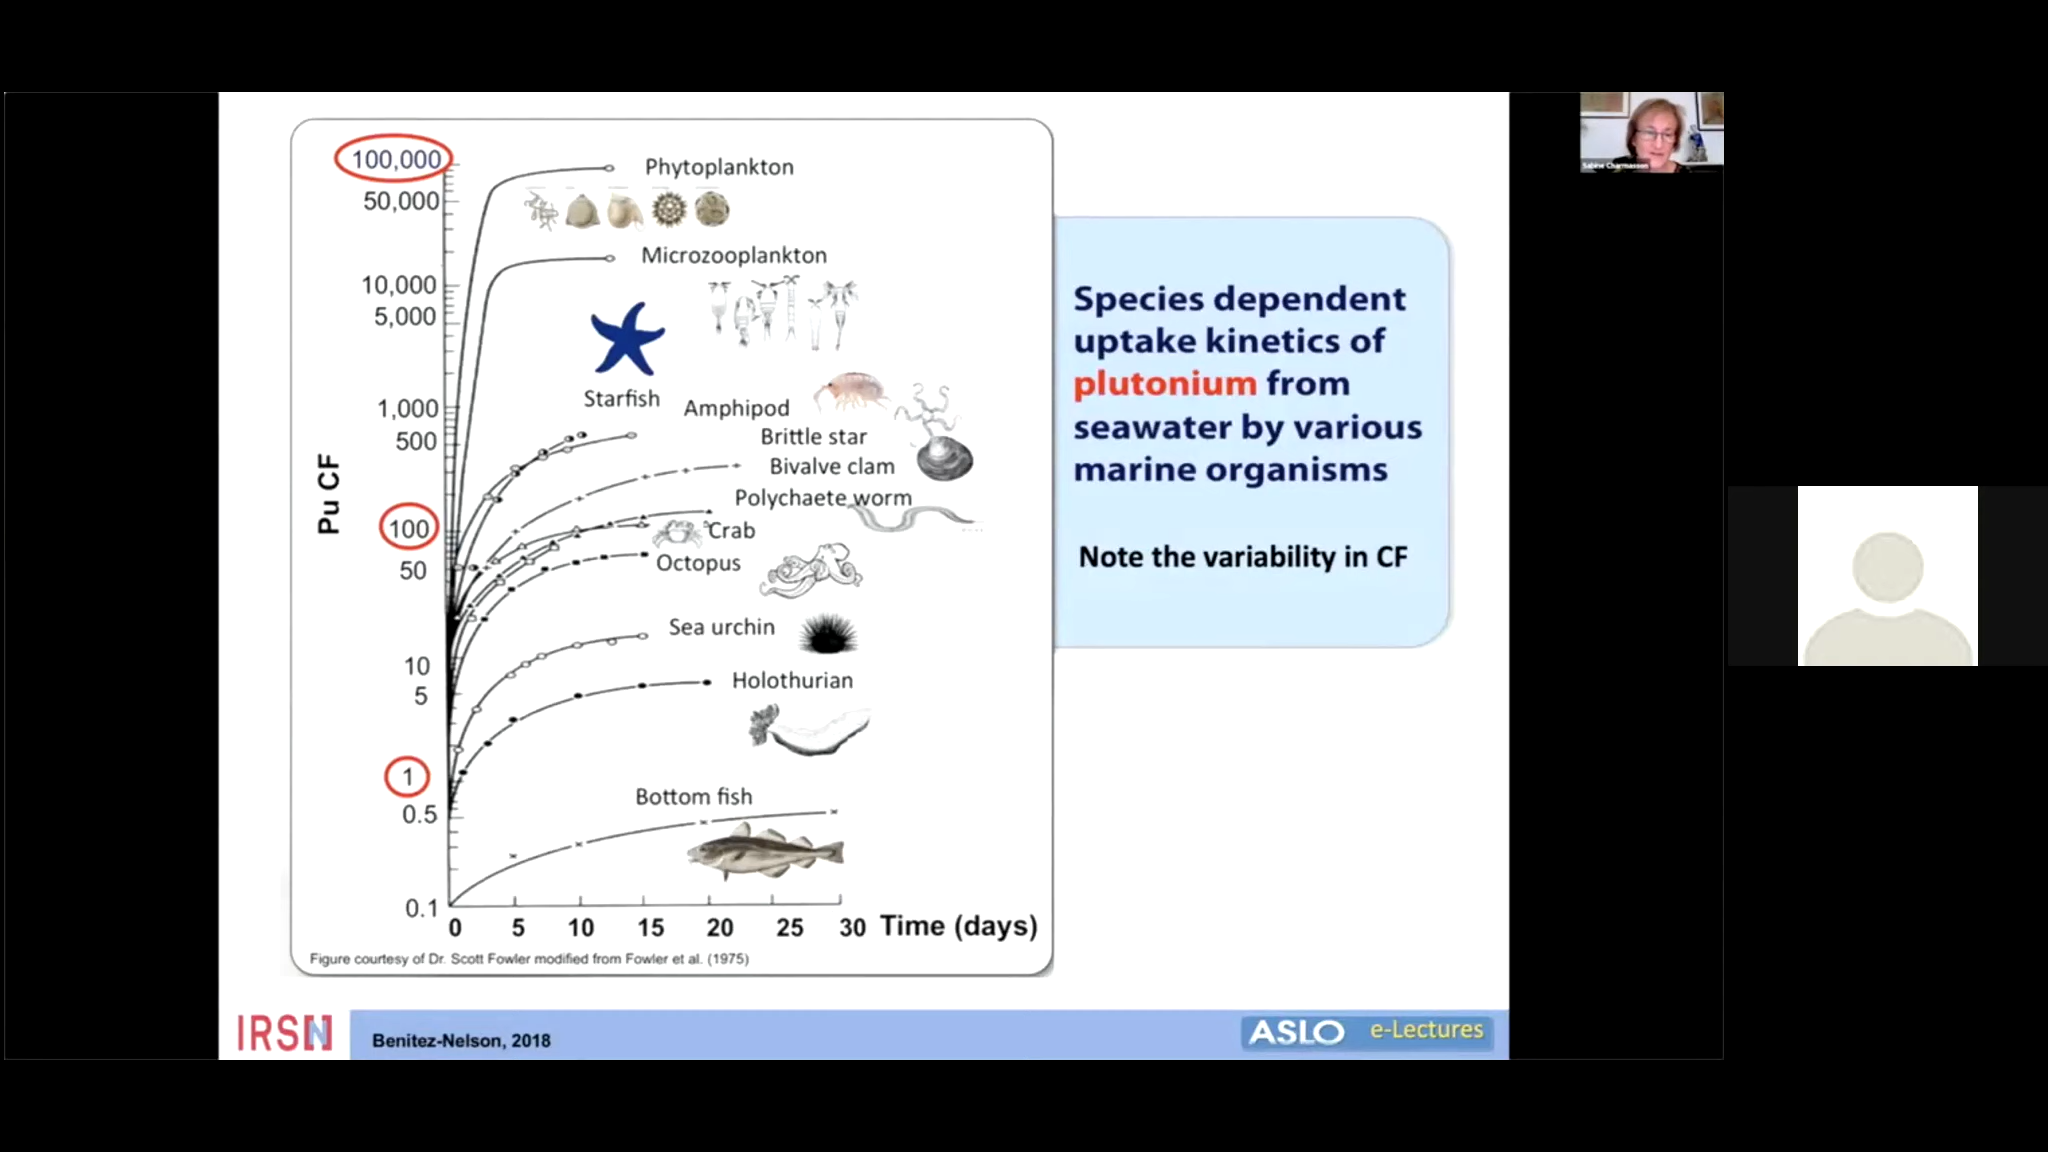 100,000
50,000
10,000
5,000
1,000
500
100
50
10
5
1
0.5
0.1
Pu CF
Phytoplankton
Microzooplankton
Starfish
Amphipod
Brittle star
Bivalve clam
Polychaete worm
Crab
Octopus
Sea urchin
Holothurian
Bottom fish
0 5 10 15 20 25 30 Time (days)
Figure courtesy of Dr. Scott Fowler modified from Fowler et al. (1975)
Species dependent
uptake kinetics of
plutonium from
seawater by various
marine organisms
Note the variability in CF
IRSN
Benitez-Nelson, 2018
ASLO e-Lectures
Sabine Charmasson